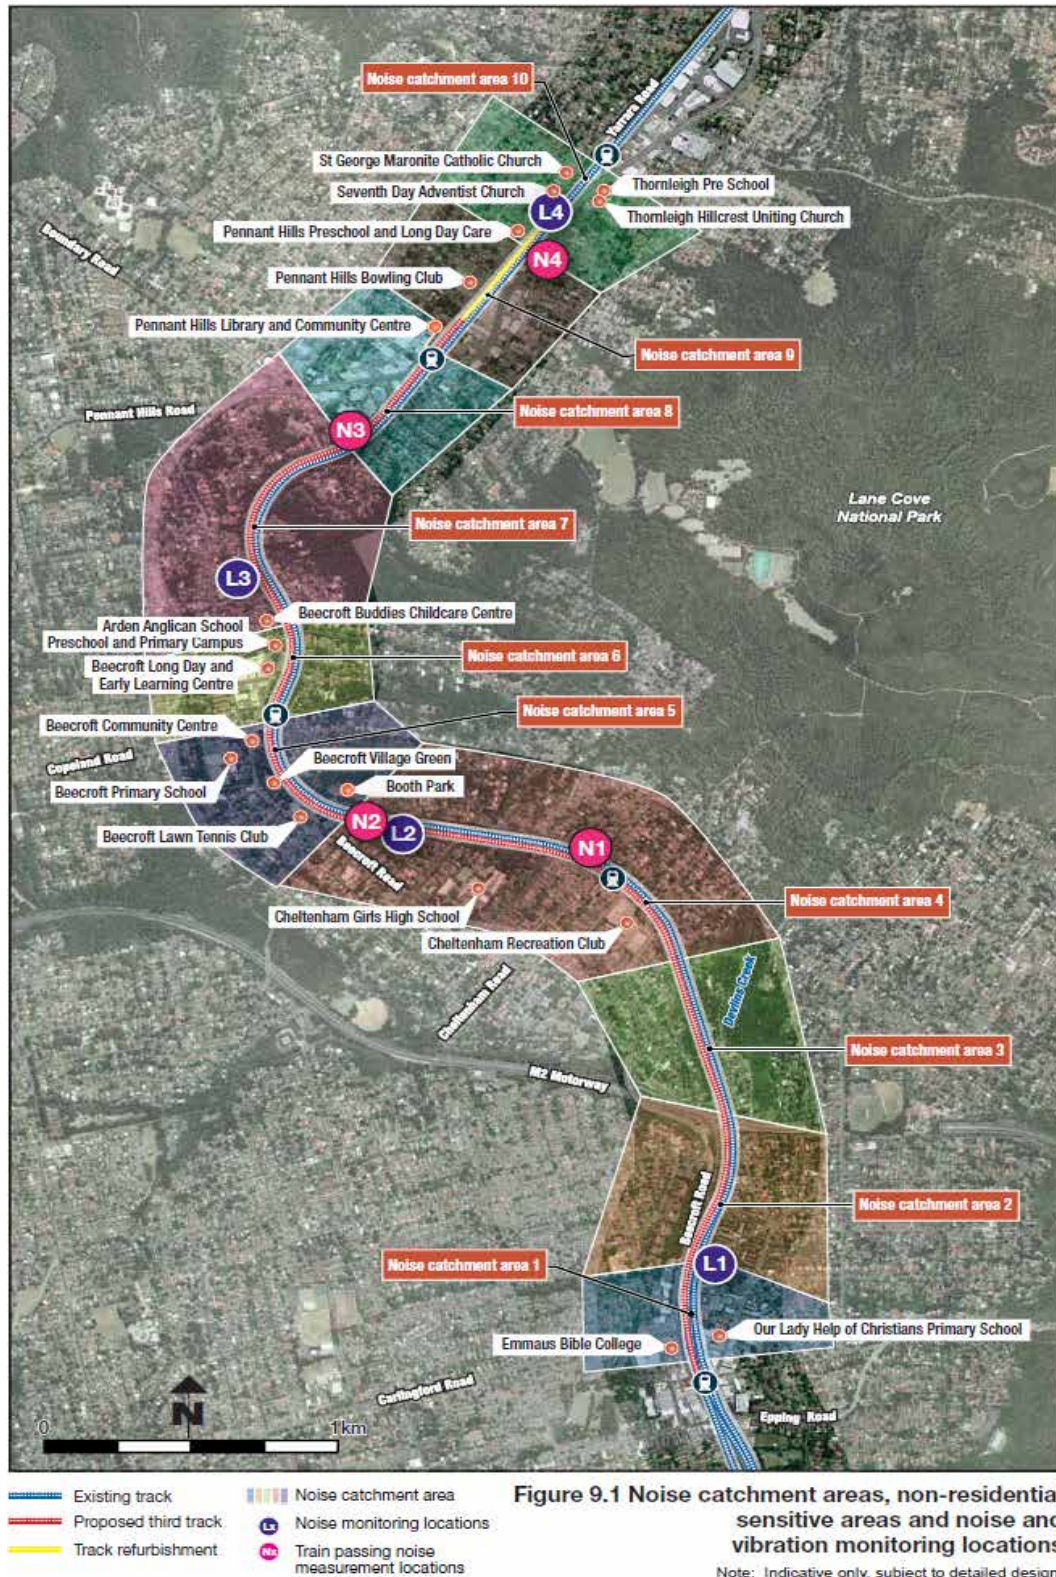 Noise catchment area 10
Yarrara Road
St George Maronite Catholic Church
Thornleigh Pre School
Seventh Day Adventist Church
L4
Thornleigh Hillcrest Uniting Church
Pennant Hills Preschool and Long Day Care
Boundary Road
N4
Pennant Hills Bowling Club
Pennant Hills Library and Community Centre
Noise catchment area 9
Pennant Hills Road
Noise catchment area 8
N3
Lane Cove
National Park
Noise catchment area 7
L3
Beecroft Buddies Childcare Centre
Arden Anglican School
Preschool and Primary Campus
Noise catchment area 6
Beecroft Long Day and
Early Learning Centre
Noise catchment area 5
Beecroft Community Centre
Copeland Road
Beecroft Village Green
Beecroft Primary School
Booth Park
N2
L2
Beecroft Lawn Tennis Club
N1
Beecroft Road
Noise catchment area 4
Cheltenham Girls High School
Cheltenham Recreation Club
Devlins Creek
Cheltenham Road
Noise catchment area 3
M2 Motorway
Beecroft Road
Noise catchment area 2
Noise catchment area 1
L1
Our Lady Help of Christians Primary School
Emmaus Bible College
Carlingford Road
Epping Road
N
0 1km
Existing track
Proposed third track
Track refurbishment
Noise catchment area
Lx Noise monitoring locations
Nx Train passing noise
measurement locations
Figure 9.1 Noise catchment areas, non-residentia
sensitive areas and noise and
vibration monitoring locations
Note: Indicative only, subject to detailed design